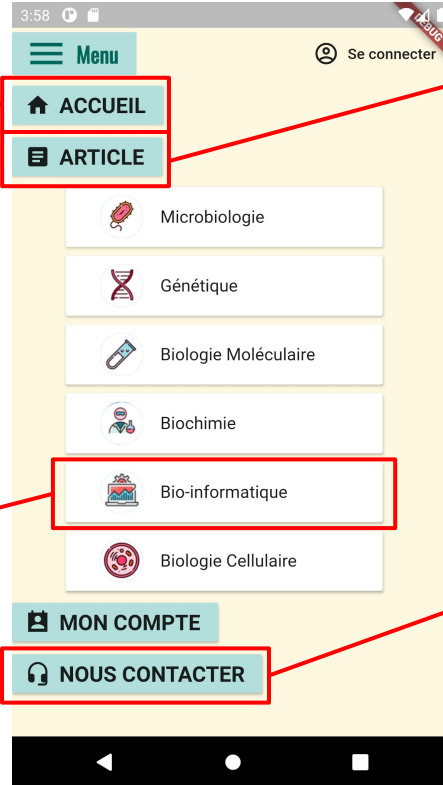 3:58
DEBUG
Menu
Se connecter
ACCUEIL
ARTICLE
Microbiologie
Génétique
Biologie Moléculaire
Biochimie
Bio-informatique
Biologie Cellulaire
MON COMPTE
NOUS CONTACTER